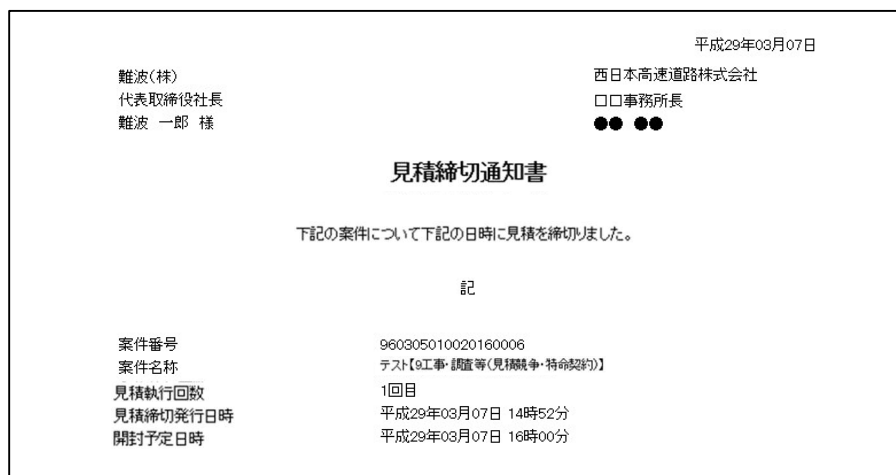 平成29年03月07日
難波(株) 西日本高速道路株式会社
代表取締役社長 □□事務所長
難波 一郎 様 ●● ●●
見積締切通知書
下記の案件について下記の日時に見積を締切りました。
記
案件番号 960305010020160006
案件名称 テスト【9工事・調査等(見積競争・特命契約)】
見積執行回数 1回目
見積締切発行日時 平成29年03月07日 14時52分
開封予定日時 平成29年03月07日 16時00分